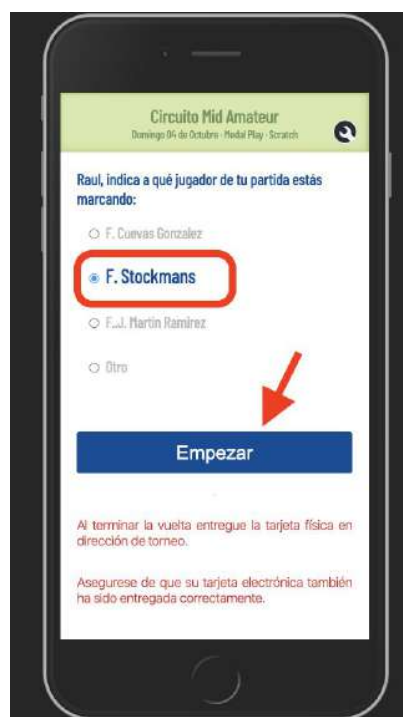 Circuito Mid Amateur
Domingo 04 de Octubre - Medal Play - Scratch
Raul, indica a qué jugador de tu partida estás
marcando:
F. Cuevas Gonzalez
F. Stockmans
F...J. Martin Ramirez
Otro
Empezar
Al terminar la vuelta entregue la tarjeta física en
dirección de torneo.
Asegurese de que su tarjeta electrónica también
ha sido entregada correctamente.